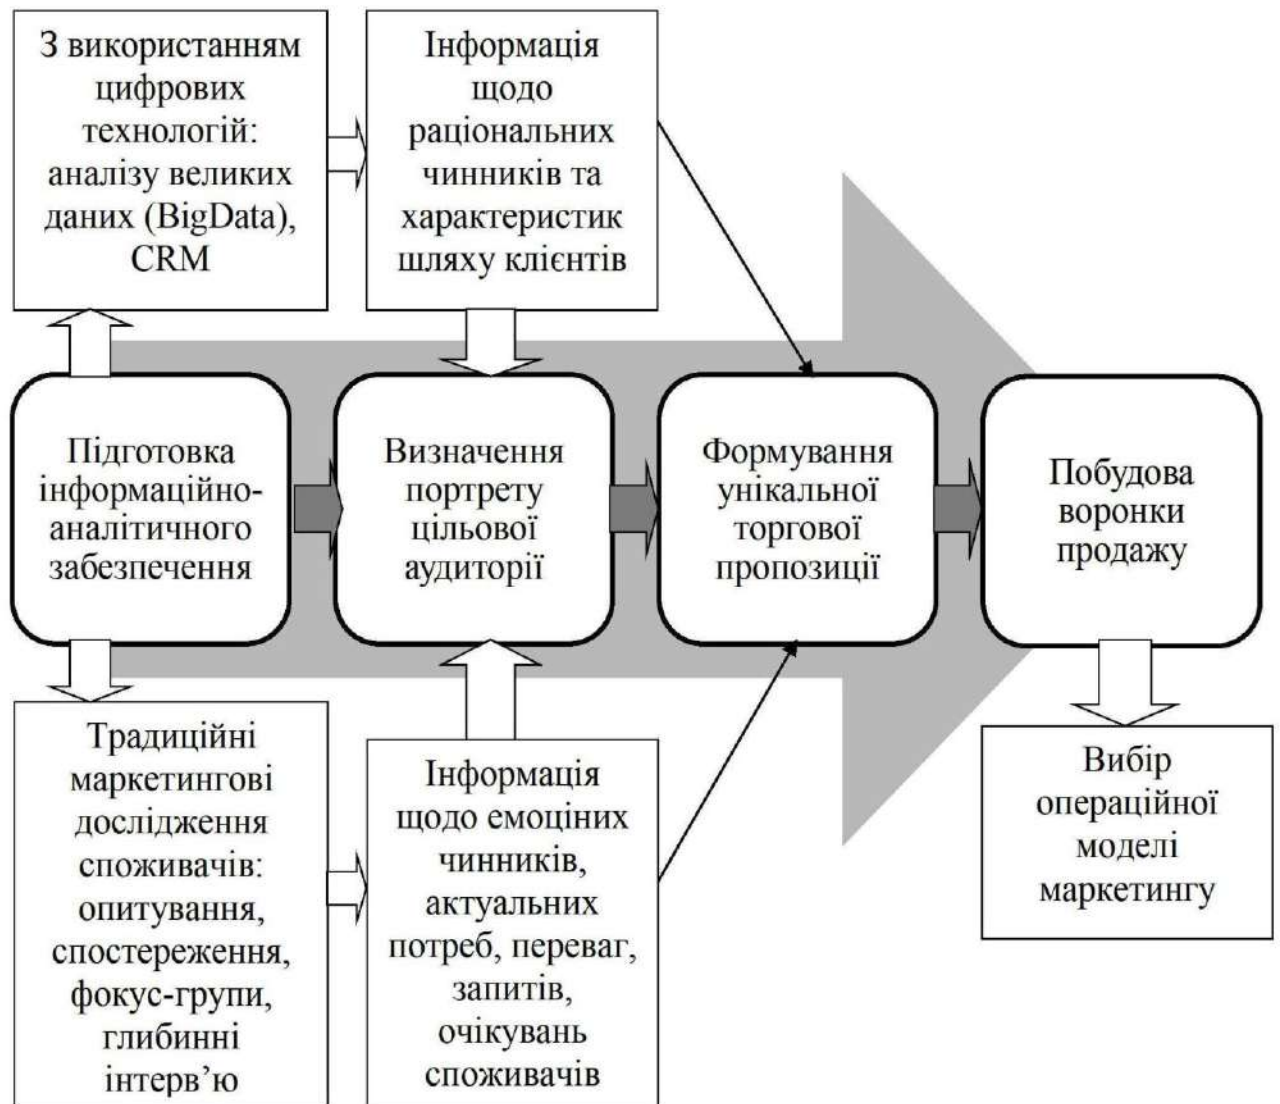 З використанням
цифрових
технологій:
аналізу великих
даних (BigData),
CRM
Інформація
щодо
раціональних
чинників та
характеристик
шляху клієнтів
Підготовка
інформаційно-
аналітичного
забезпечення
Визначення
портрету
цільової
аудиторії
Формування
унікальної
торгової
пропозиції
Побудова
воронки
продажу
Традиційні
маркетингові
дослідження
споживачів:
опитування,
спостереження,
фокус-групи,
глибинні
інтерв’ю
Інформація
щодо емоціних
чинників,
актуальних
потреб, переваг,
запитів,
очікувань
споживачів
Вибір
операційної
моделі
маркетингу